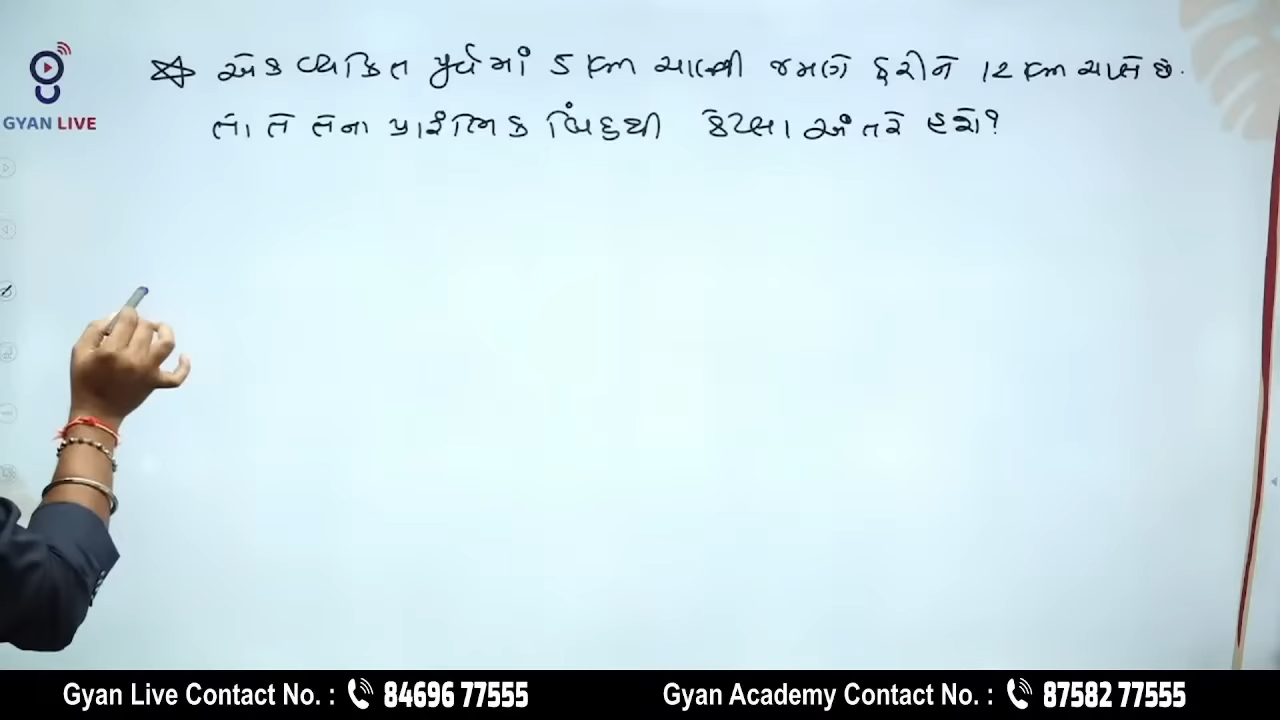 GYAN LIVE
એક વ્યકિત પુર્વમાં 5 km ચાલી જમણે ફરીને 12 km ચાલે છે.
તો તે તેના પ્રારંભિક બિંદુથી કેટલા અંતરે હશે?
Gyan Live Contact No. : 84696 77555 Gyan Academy Contact No. : 87582 77555